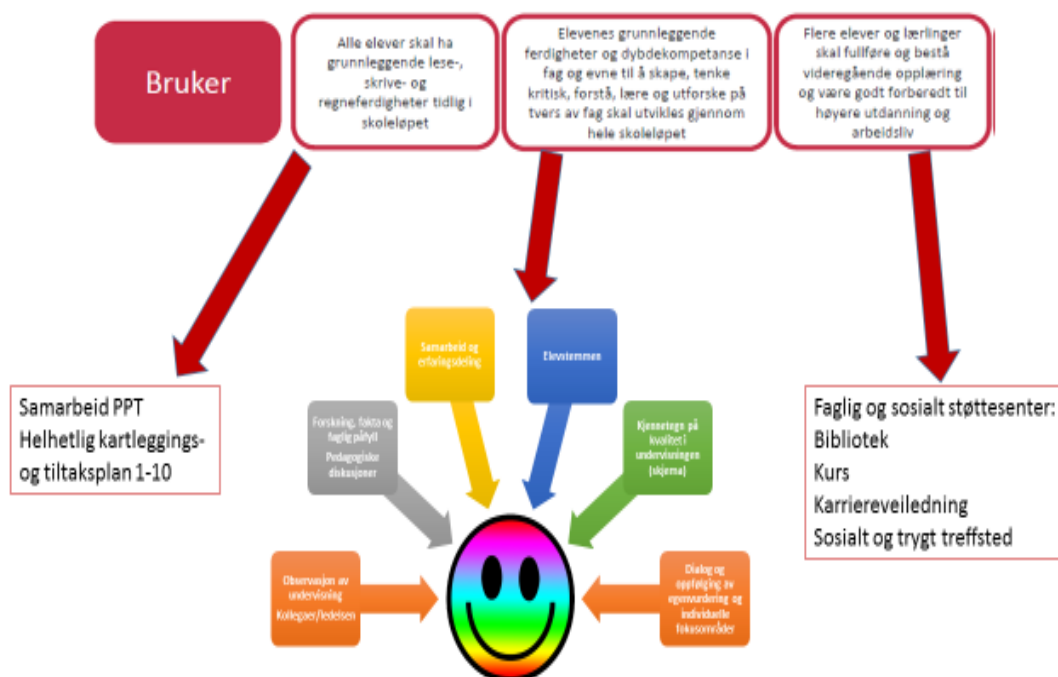 Bruker
Alle elever skal ha
grunnleggende lese-,
skrive- og
regneferdigheter tidlig i
skoleløpet
Elevenes grunnleggende
ferdigheter og dybdekompetanse i
fag og evne til å skape, tenke
kritisk, forstå, lære og utforske på
tvers av fag skal utvikles gjennom
hele skoleløpet
Flere elever og lærlinger
skal fullføre og bestå
videregående opplæring
og være godt forberedt til
høyere utdanning og
arbeidsliv
Samarbeid og
erfaringsdeling
Elevstemmen
Forskning, fakta og
faglig påfyll
Pedagogiske
diskusjoner
Kjennetegn på
kvalitet i
undervisningen
(skjema)
Observasjon av
undervisning
Kollegaer/ledelsen
Dialog og
oppfølging av
egenvurdering og
individuelle
fokusområder
Samarbeid PPT
Helhetlig kartleggings-
og tiltaksplan 1-10
Faglig og sosialt støttesenter:
Bibliotek
Kurs
Karriereveiledning
Sosialt og trygt treffsted